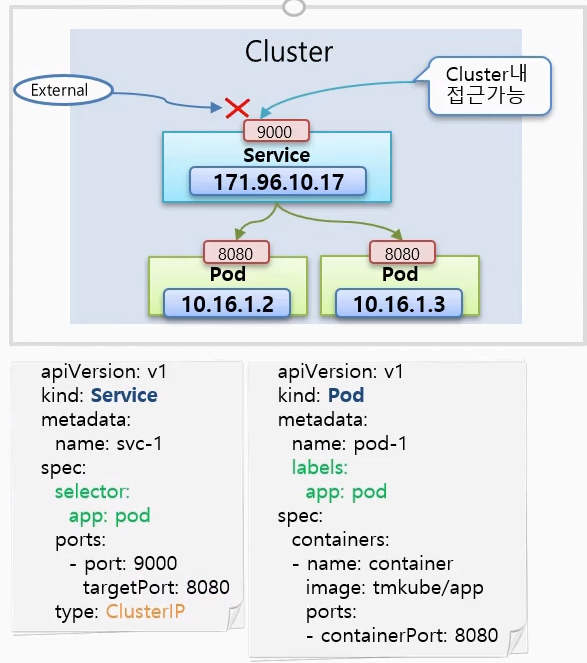 Cluster
External
Cluster내
접근가능
9000
Service
171.96.10.17
8080
Pod
10.16.1.2
8080
Pod
10.16.1.3
apiVersion: v1
kind: Service
metadata:
name: svc-1
spec:
selector:
app: pod
ports:
- port: 9000
targetPort: 8080
type: ClusterIP
apiVersion: v1
kind: Pod
metadata:
name: pod-1
labels:
app: pod
spec:
containers:
- name: container
image: tmkube/app
ports:
- containerPort: 8080